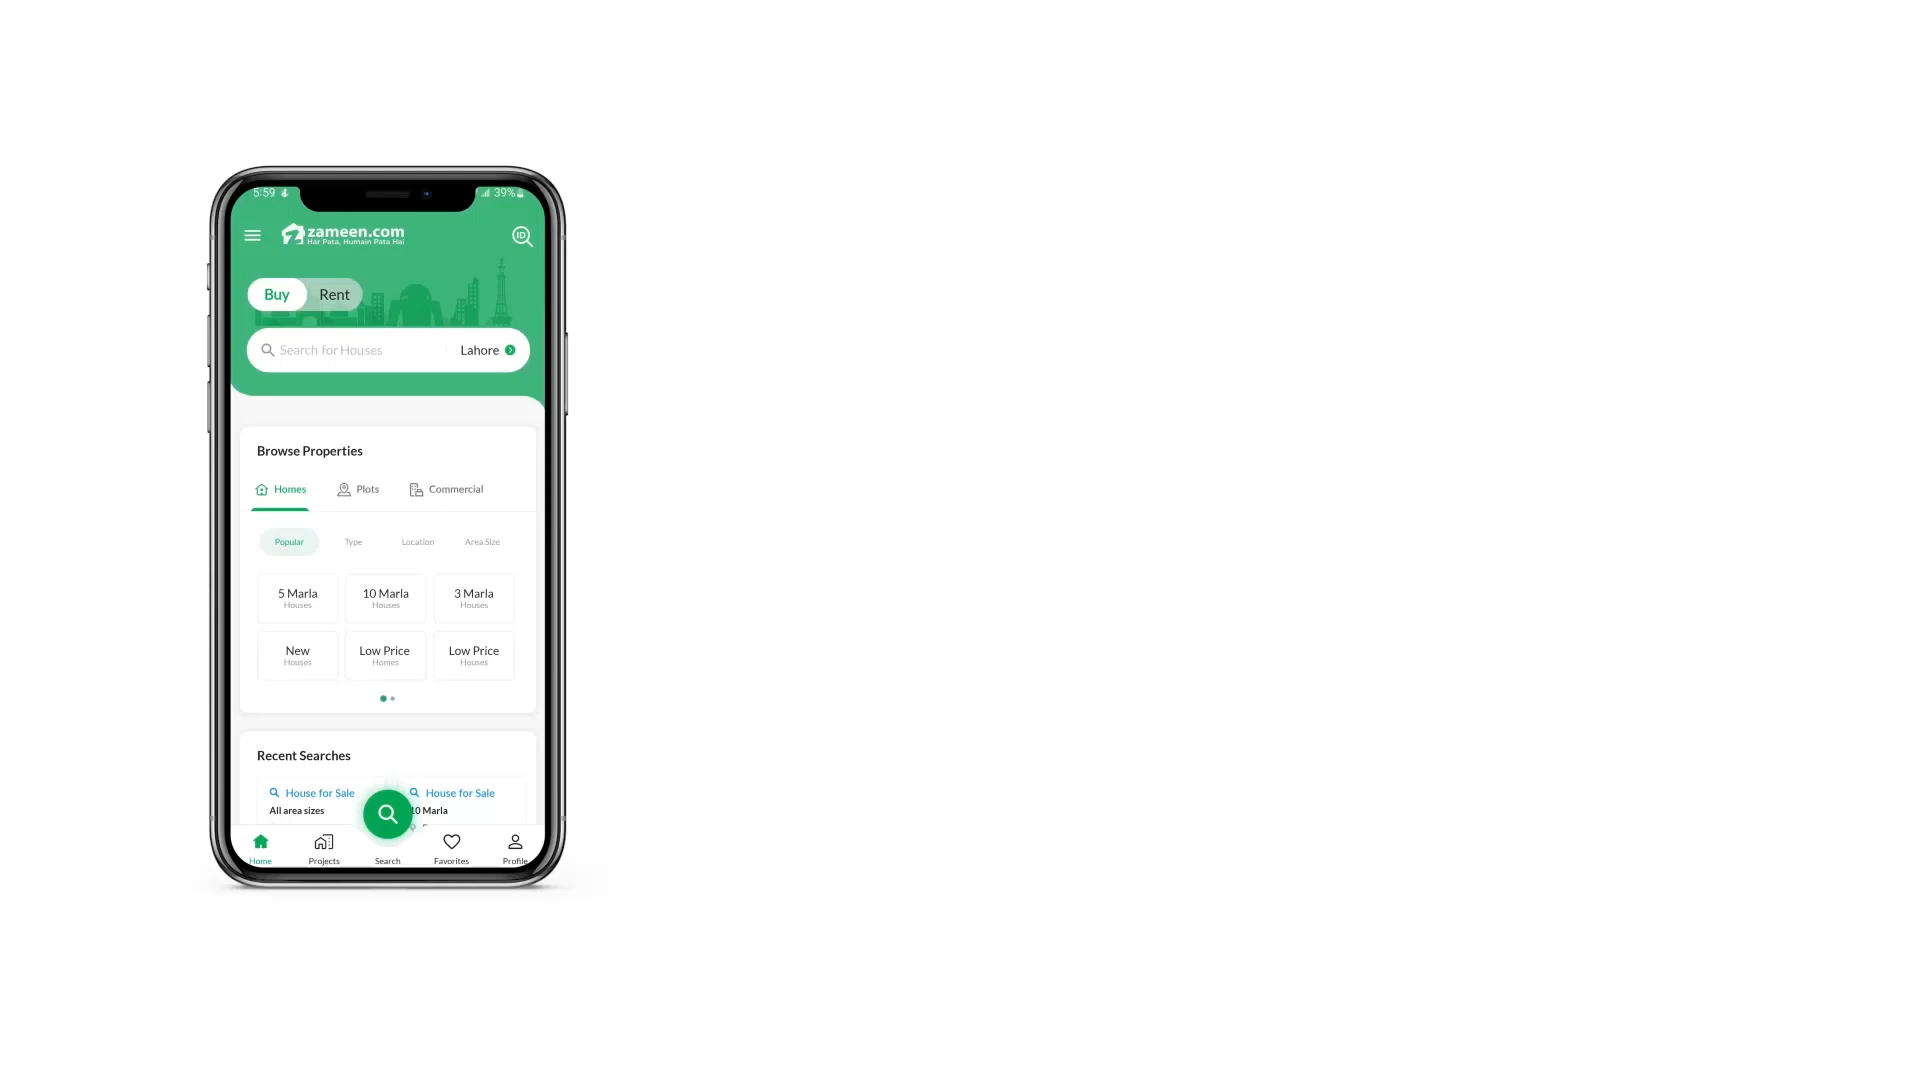 5:59 39%
zameen.com
Har Pata, Humain Pata Hai
ID
Buy Rent
Search for Houses Lahore
Browse Properties
Homes Plots Commercial
Popular Type Location Area Size
5 Marla 10 Marla 3 Marla
Houses Houses Houses
New Low Price Low Price
Houses Homes Houses
Recent Searches
House for Sale House for Sale
All area sizes 10 Marla
Home Projects Search Favorites Profile